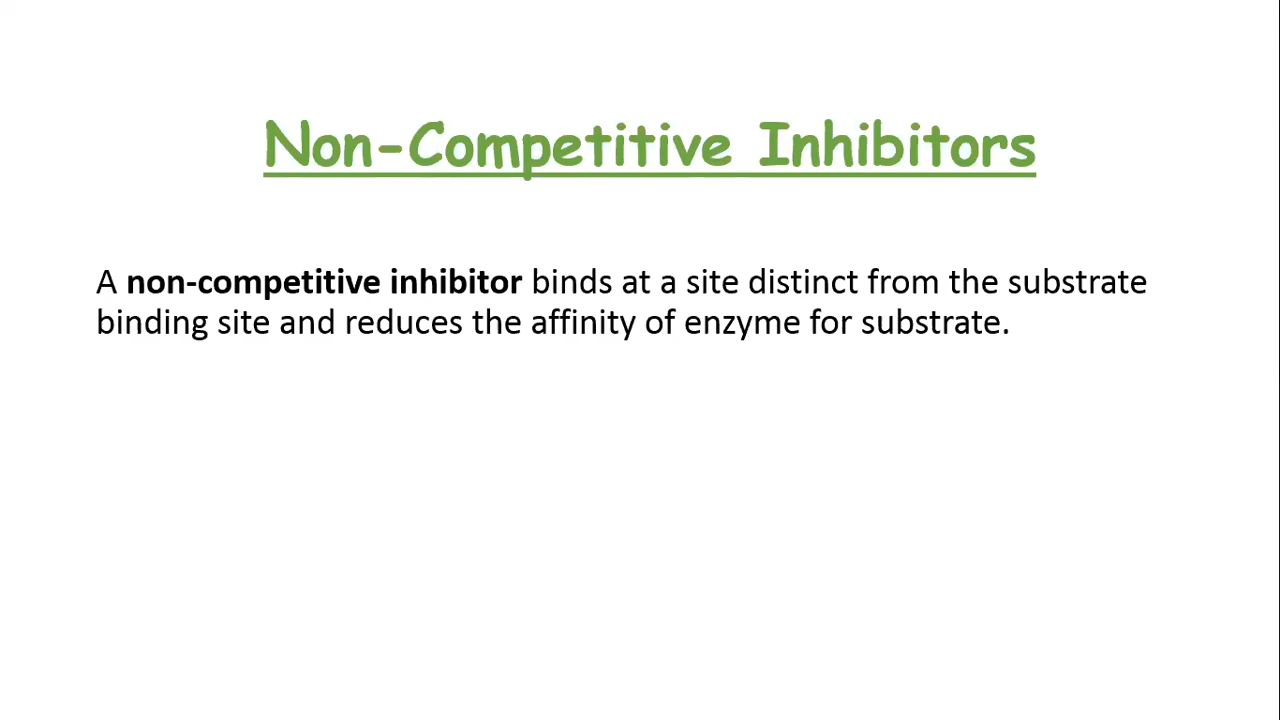 Non-Competitive Inhibitors
A non-competitive inhibitor binds at a site distinct from the substrate
binding site and reduces the affinity of enzyme for substrate.